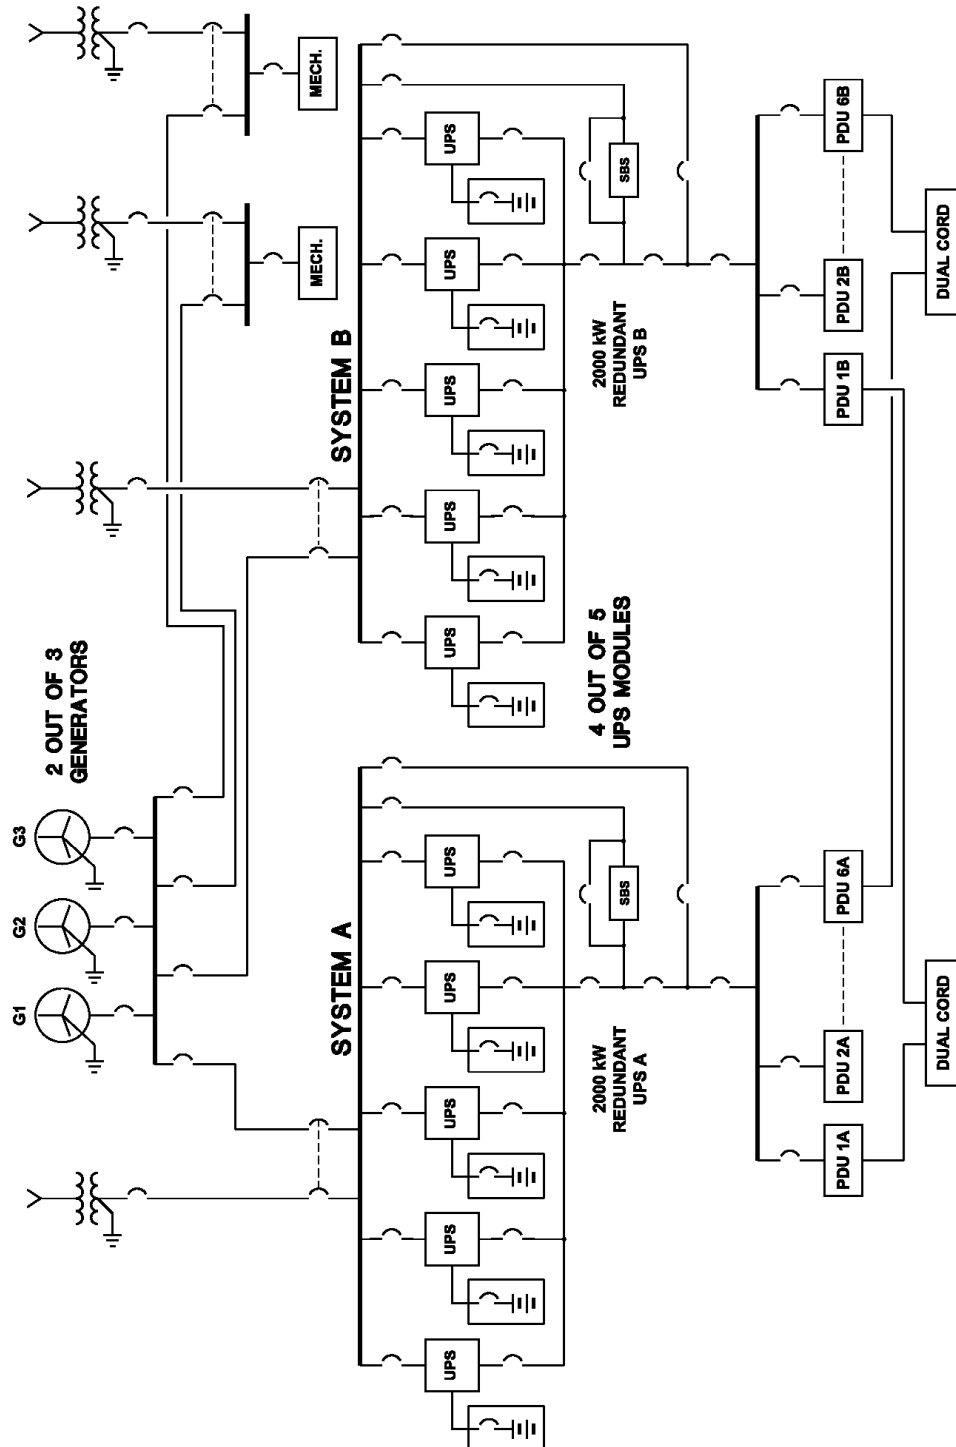 G1
G2
G3
2 OUT OF 3
GENERATORS
MECH.
MECH.
SYSTEM A
SYSTEM B
UPS
UPS
UPS
UPS
UPS
UPS
UPS
UPS
UPS
UPS
4 OUT OF 5
UPS MODULES
SBS
SBS
2000 kW
REDUNDANT
UPS A
2000 kW
REDUNDANT
UPS B
PDU 1A
PDU 2A
PDU 6A
PDU 1B
PDU 2B
PDU 6B
DUAL CORD
DUAL CORD